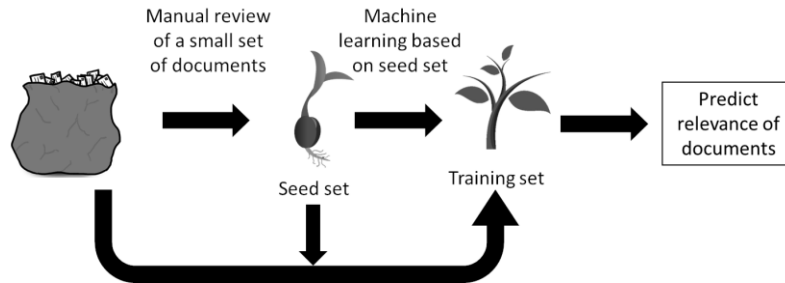 Manual review
of a small set
of documents
Machine
learning based
on seed set
Seed set
Training set
Predict
relevance of
documents